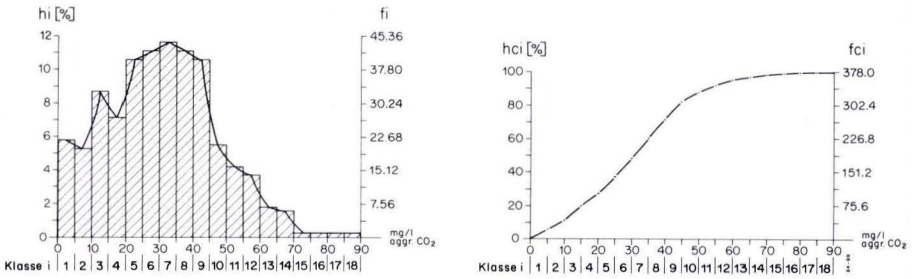 hi [%]
fi
12
10
8
6
4
2
0
45.36
37.80
30.24
22.68
15.12
7.56
0 10 20 30 40 50 60 70 80 90
mg/l
aggr. CO₂
Klasse i | 1 | 2 | 3 | 4 | 5 | 6 | 7 | 8 | 9 | 10 | 11 | 12 | 13 | 14 | 15 | 16 | 17 | 18 |
hci [%]
fci
100
80
60
40
20
0
378.0
302.4
226.8
151.2
75.6
0 10 20 30 40 50 60 70 80 90
mg/l
aggr. CO₂
Klasse i | 1 | 2 | 3 | 4 | 5 | 6 | 7 | 8 | 9 | 10 | 11 | 12 | 13 | 14 | 15 | 16 | 17 | 18 |